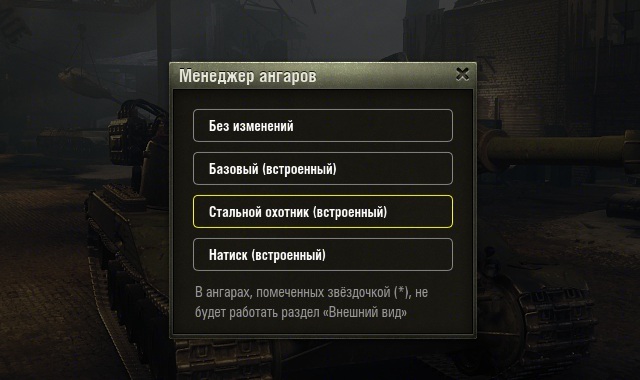 Менеджер ангаров
Без изменений
Базовый (встроенный)
Стальной охотник (встроенный)
Натиск (встроенный)
В ангарах, помеченных звёздочкой (*), не
будет работать раздел «Внешний вид»